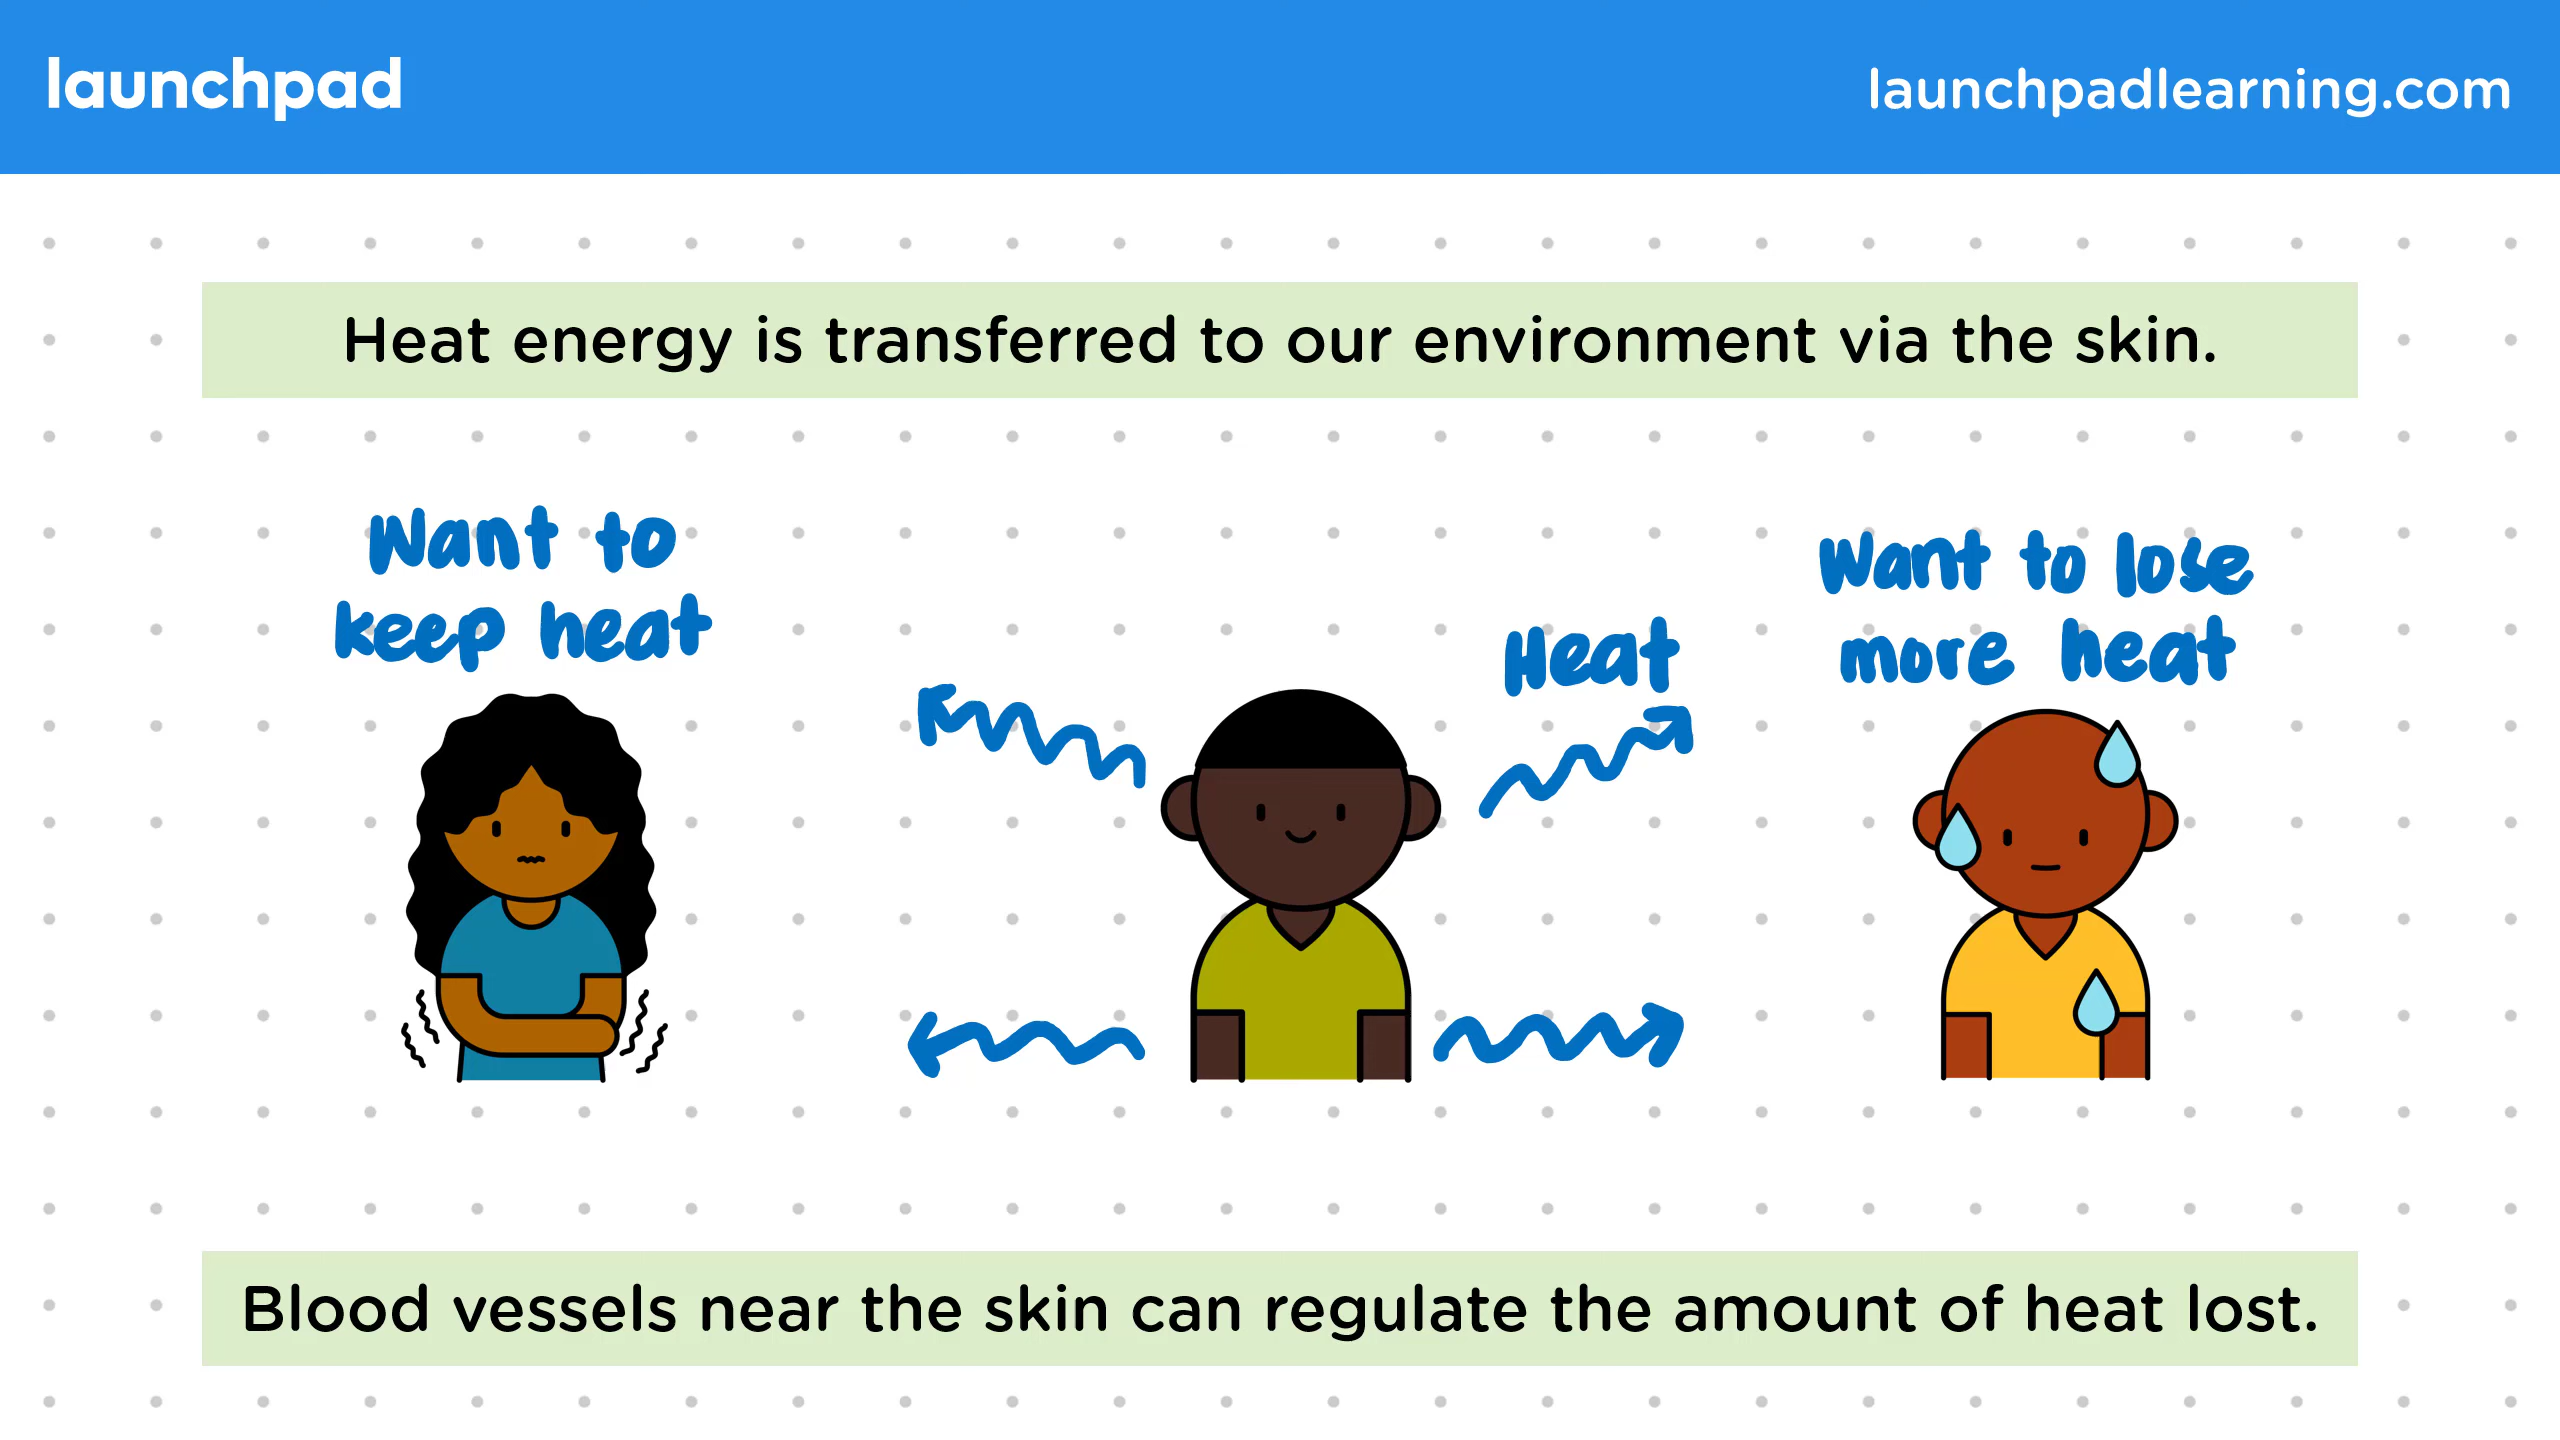 launchpad
launchpadlearning.com
Heat energy is transferred to our environment via the skin.
Want to
keep heat
Heat
Want to lose
more heat
Blood vessels near the skin can regulate the amount of heat lost.